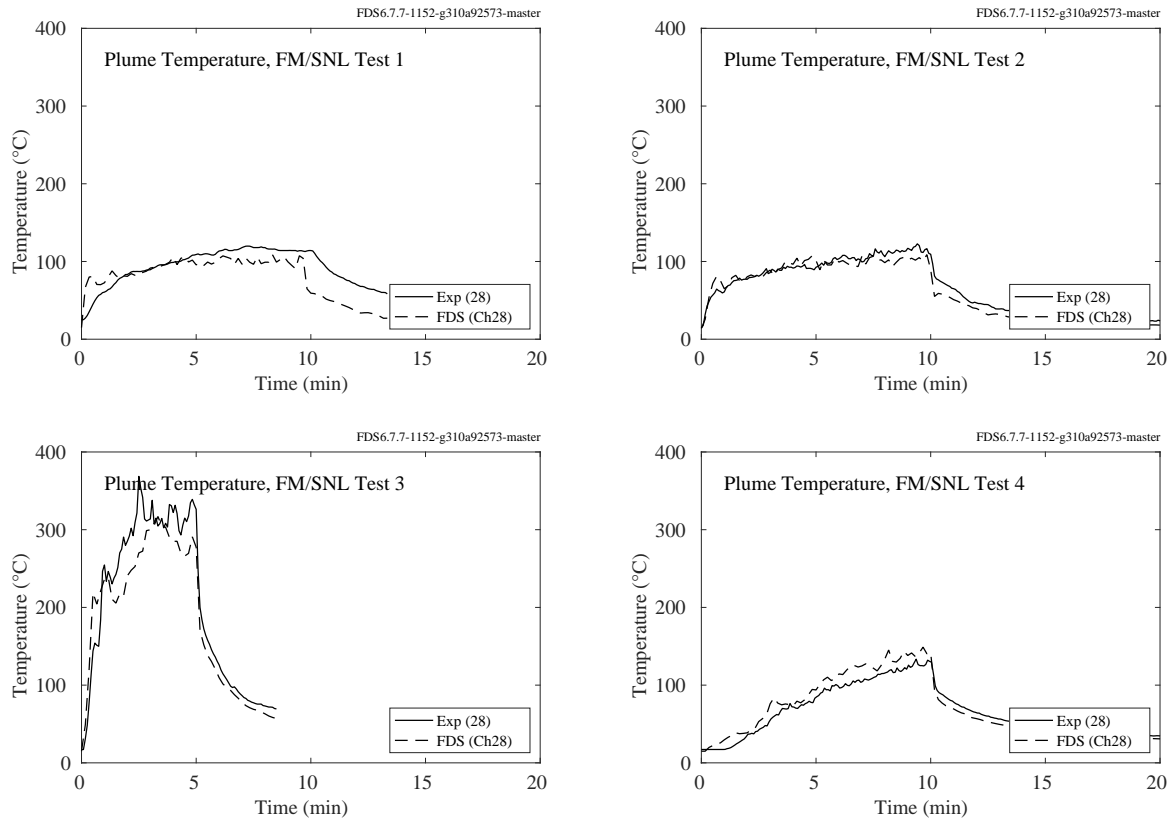 FDS6.7.7-1152-g310a92573-master
Plume Temperature, FM/SNL Test 1
Temperature (°C)
400
300
200
100
0
Exp (28)
FDS (Ch28)
0 5 10 15 20
Time (min)
FDS6.7.7-1152-g310a92573-master
Plume Temperature, FM/SNL Test 2
Temperature (°C)
400
300
200
100
0
Exp (28)
FDS (Ch28)
0 5 10 15 20
Time (min)
FDS6.7.7-1152-g310a92573-master
Plume Temperature, FM/SNL Test 3
Temperature (°C)
400
300
200
100
0
Exp (28)
FDS (Ch28)
0 5 10 15 20
Time (min)
FDS6.7.7-1152-g310a92573-master
Plume Temperature, FM/SNL Test 4
Temperature (°C)
400
300
200
100
0
Exp (28)
FDS (Ch28)
0 5 10 15 20
Time (min)